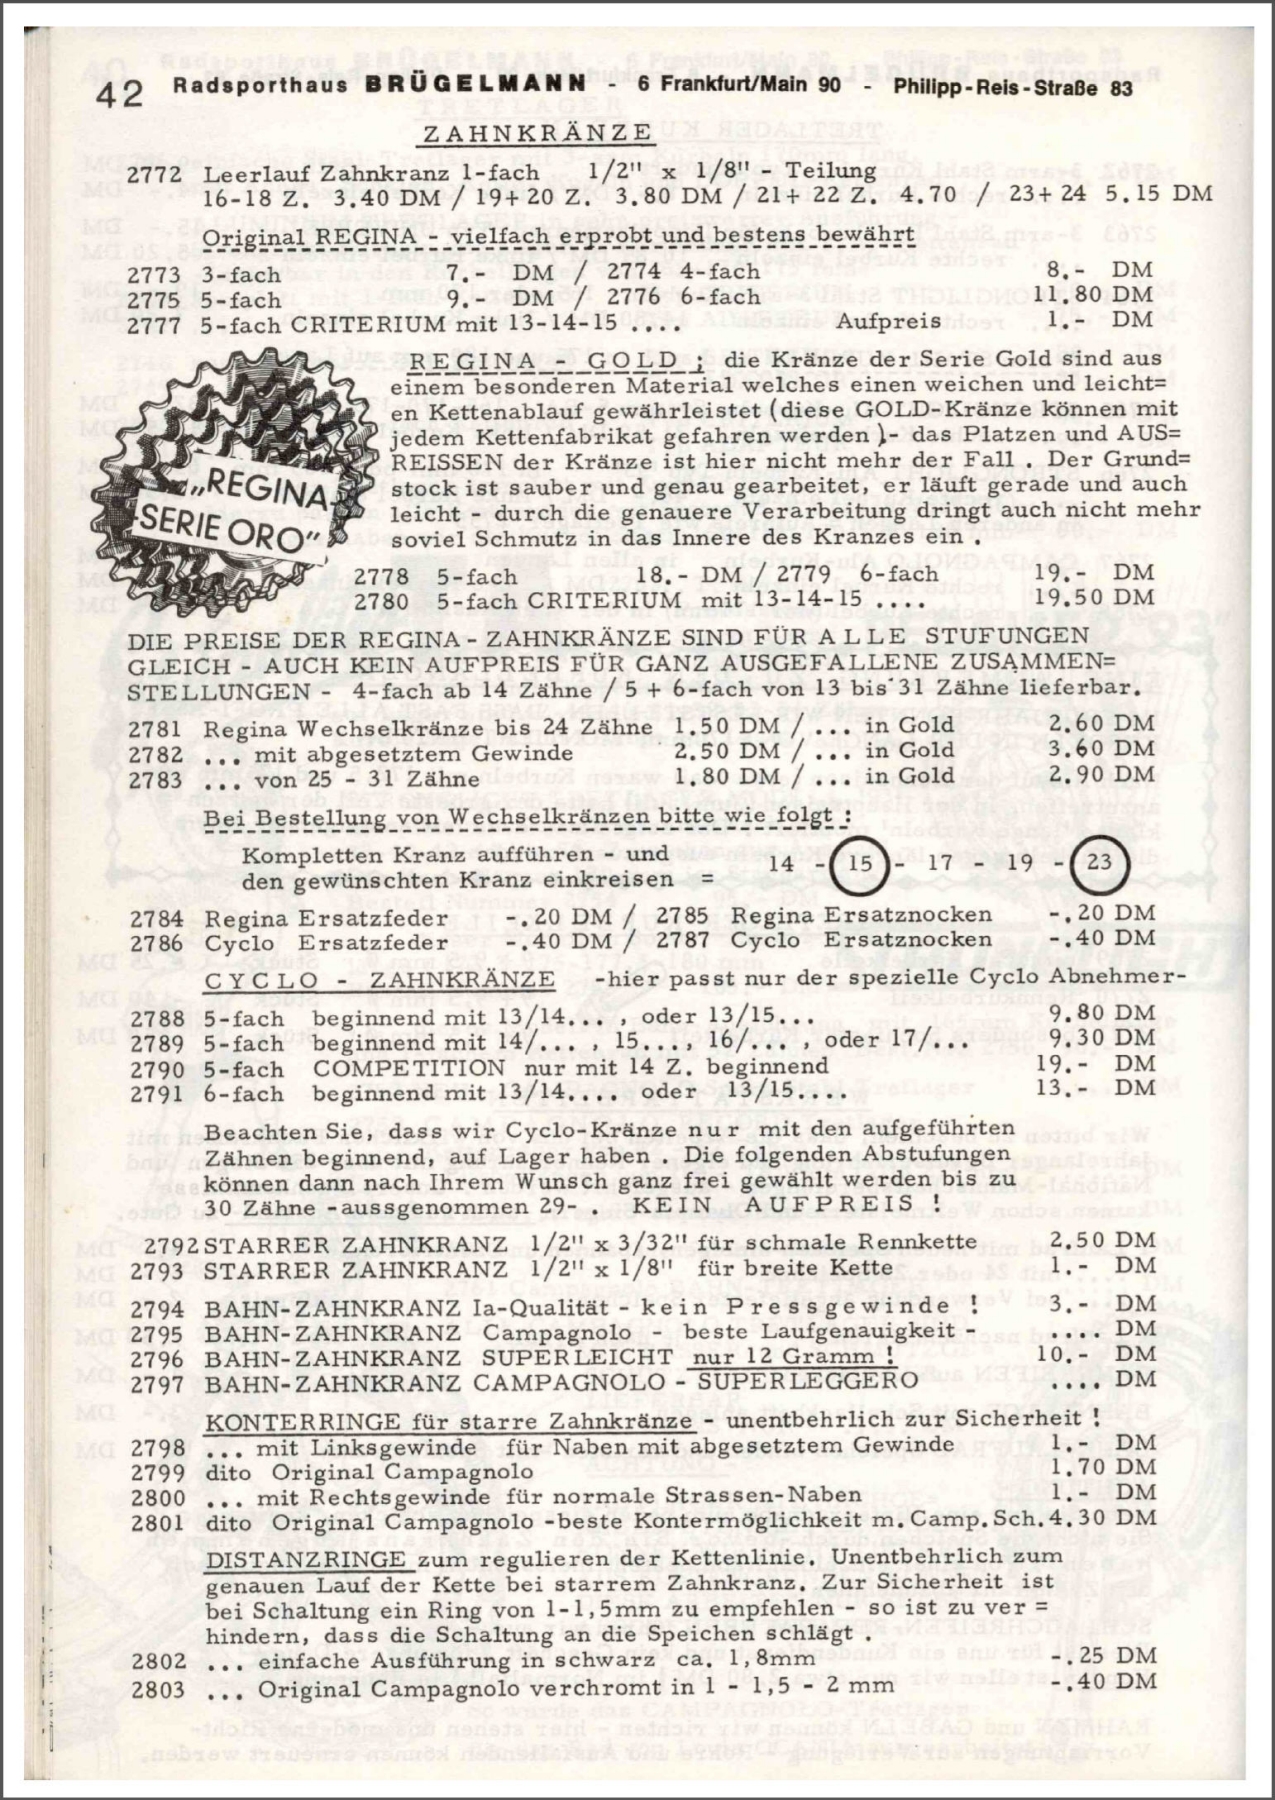 42 Radsporthaus BRÜGELMANN - 6 Frankfurt/Main 90 - Philipp-Reis-Straße 83
ZAHNKRÄNZE
2772 Leerlauf Zahnkranz 1-fach 1/2" x 1/8" - Teilung
16-18 Z. 3.40 DM / 19+20 Z. 3.80 DM / 21+ 22 Z. 4.70 / 23+24 5.15 DM
Original REGINA - vielfach erprobt und bestens bewährt
2773 3-fach 7.- DM / 2774 4-fach 8.- DM
2775 5-fach 9.- DM / 2776 6-fach 11.80 DM
2777 5-fach CRITERIUM mit 13-14-15 .... Aufpreis 1.- DM
REGINA - GOLD ; die Kränze der Serie Gold sind aus
einem besonderen Material welches einen weichen und leicht=
en Kettenablauf gewährleistet (diese GOLD-Kränze können mit
jedem Kettenfabrikat gefahren werden )- das Platzen und AUS=
REISSEN der Kränze ist hier nicht mehr der Fall . Der Grund=
stock ist sauber und genau gearbeitet, er läuft gerade und auch
leicht - durch die genauere Verarbeitung dringt auch nicht mehr
soviel Schmutz in das Innere des Kranzes ein .
„REGINA
SERIE ORO"
2778 5-fach 18.- DM / 2779 6-fach 19.- DM
2780 5-fach CRITERIUM mit 13-14-15 .... 19.50 DM
DIE PREISE DER REGINA - ZAHNKRÄNZE SIND FÜR ALLE STUFUNGEN
GLEICH - AUCH KEIN AUFPREIS FÜR GANZ AUSGEFALLENE ZUSAMMEN=
STELLUNGEN - 4-fach ab 14 Zähne / 5 + 6-fach von 13 bis 31 Zähne lieferbar.
2781 Regina Wechselkränze bis 24 Zähne 1.50 DM / ... in Gold 2.60 DM
2782 ... mit abgesetztem Gewinde 2.50 DM / ... in Gold 3.60 DM
2783 ... von 25 - 31 Zähne 1.80 DM / ... in Gold 2.90 DM
Bei Bestellung von Wechselkränzen bitte wie folgt :
Kompletten Kranz aufführen - und 14 - 15 - 17 - 19 - 23
den gewünschten Kranz einkreisen =
2784 Regina Ersatzfeder -.20 DM / 2785 Regina Ersatznocken -.20 DM
2786 Cyclo Ersatzfeder -.40 DM / 2787 Cyclo Ersatznocken -.40 DM
CYCLO - ZAHNKRÄNZE -hier passt nur der spezielle Cyclo Abnehmer-
2788 5-fach beginnend mit 13/14... , oder 13/15... 9.80 DM
2789 5-fach beginnend mit 14/... , 15...., 16/...., oder 17/... 9.30 DM
2790 5-fach COMPETITION nur mit 14 Z. beginnend 19.- DM
2791 6-fach beginnend mit 13/14.... oder 13/15.... 13.- DM
Beachten Sie, dass wir Cyclo-Kränze nur mit den aufgeführten
Zähnen beginnend, auf Lager haben . Die folgenden Abstufungen
können dann nach Ihrem Wunsch ganz frei gewählt werden bis zu
30 Zähne -aussgenommen 29- . KEIN AUFPREIS !
2792 STARRER ZAHNKRANZ 1/2" x 3/32" für schmale Rennkette 2.50 DM
2793 STARRER ZAHNKRANZ 1/2" x 1/8" für breite Kette 1.- DM
2794 BAHN-ZAHNKRANZ Ia-Qualität - kein Pressgewinde ! 3.- DM
2795 BAHN-ZAHNKRANZ Campagnolo - beste Laufgenauigkeit - .... DM
2796 BAHN-ZAHNKRANZ SUPERLEICHT nur 12 Gramm ! 10.- DM
2797 BAHN-ZAHNKRANZ CAMPAGNOLO - SUPERLEGGERO .... DM
KONTERRINGE für starre Zahnkränze - unentbehrlich zur Sicherheit !
2798 ... mit Linksgewinde für Naben mit abgesetztem Gewinde 1.- DM
2799 dito Original Campagnolo 1.70 DM
2800 ... mit Rechtsgewinde für normale Strassen-Naben 1.- DM
2801 dito Original Campagnolo -beste Kontermöglichkeit m. Camp. Sch. 4.30 DM
DISTANZRINGE zum regulieren der Kettenlinie. Unentbehrlich zum
genauen Lauf der Kette bei starrem Zahnkranz. Zur Sicherheit ist
bei Schaltung ein Ring von 1-1,5mm zu empfehlen - so ist zu ver =
hindern, dass die Schaltung an die Speichen schlägt .
2802 ... einfache Ausführung in schwarz ca. 1,8mm -.25 DM
2803 ... Original Campagnolo verchromt in 1 - 1,5 - 2 mm -.40 DM